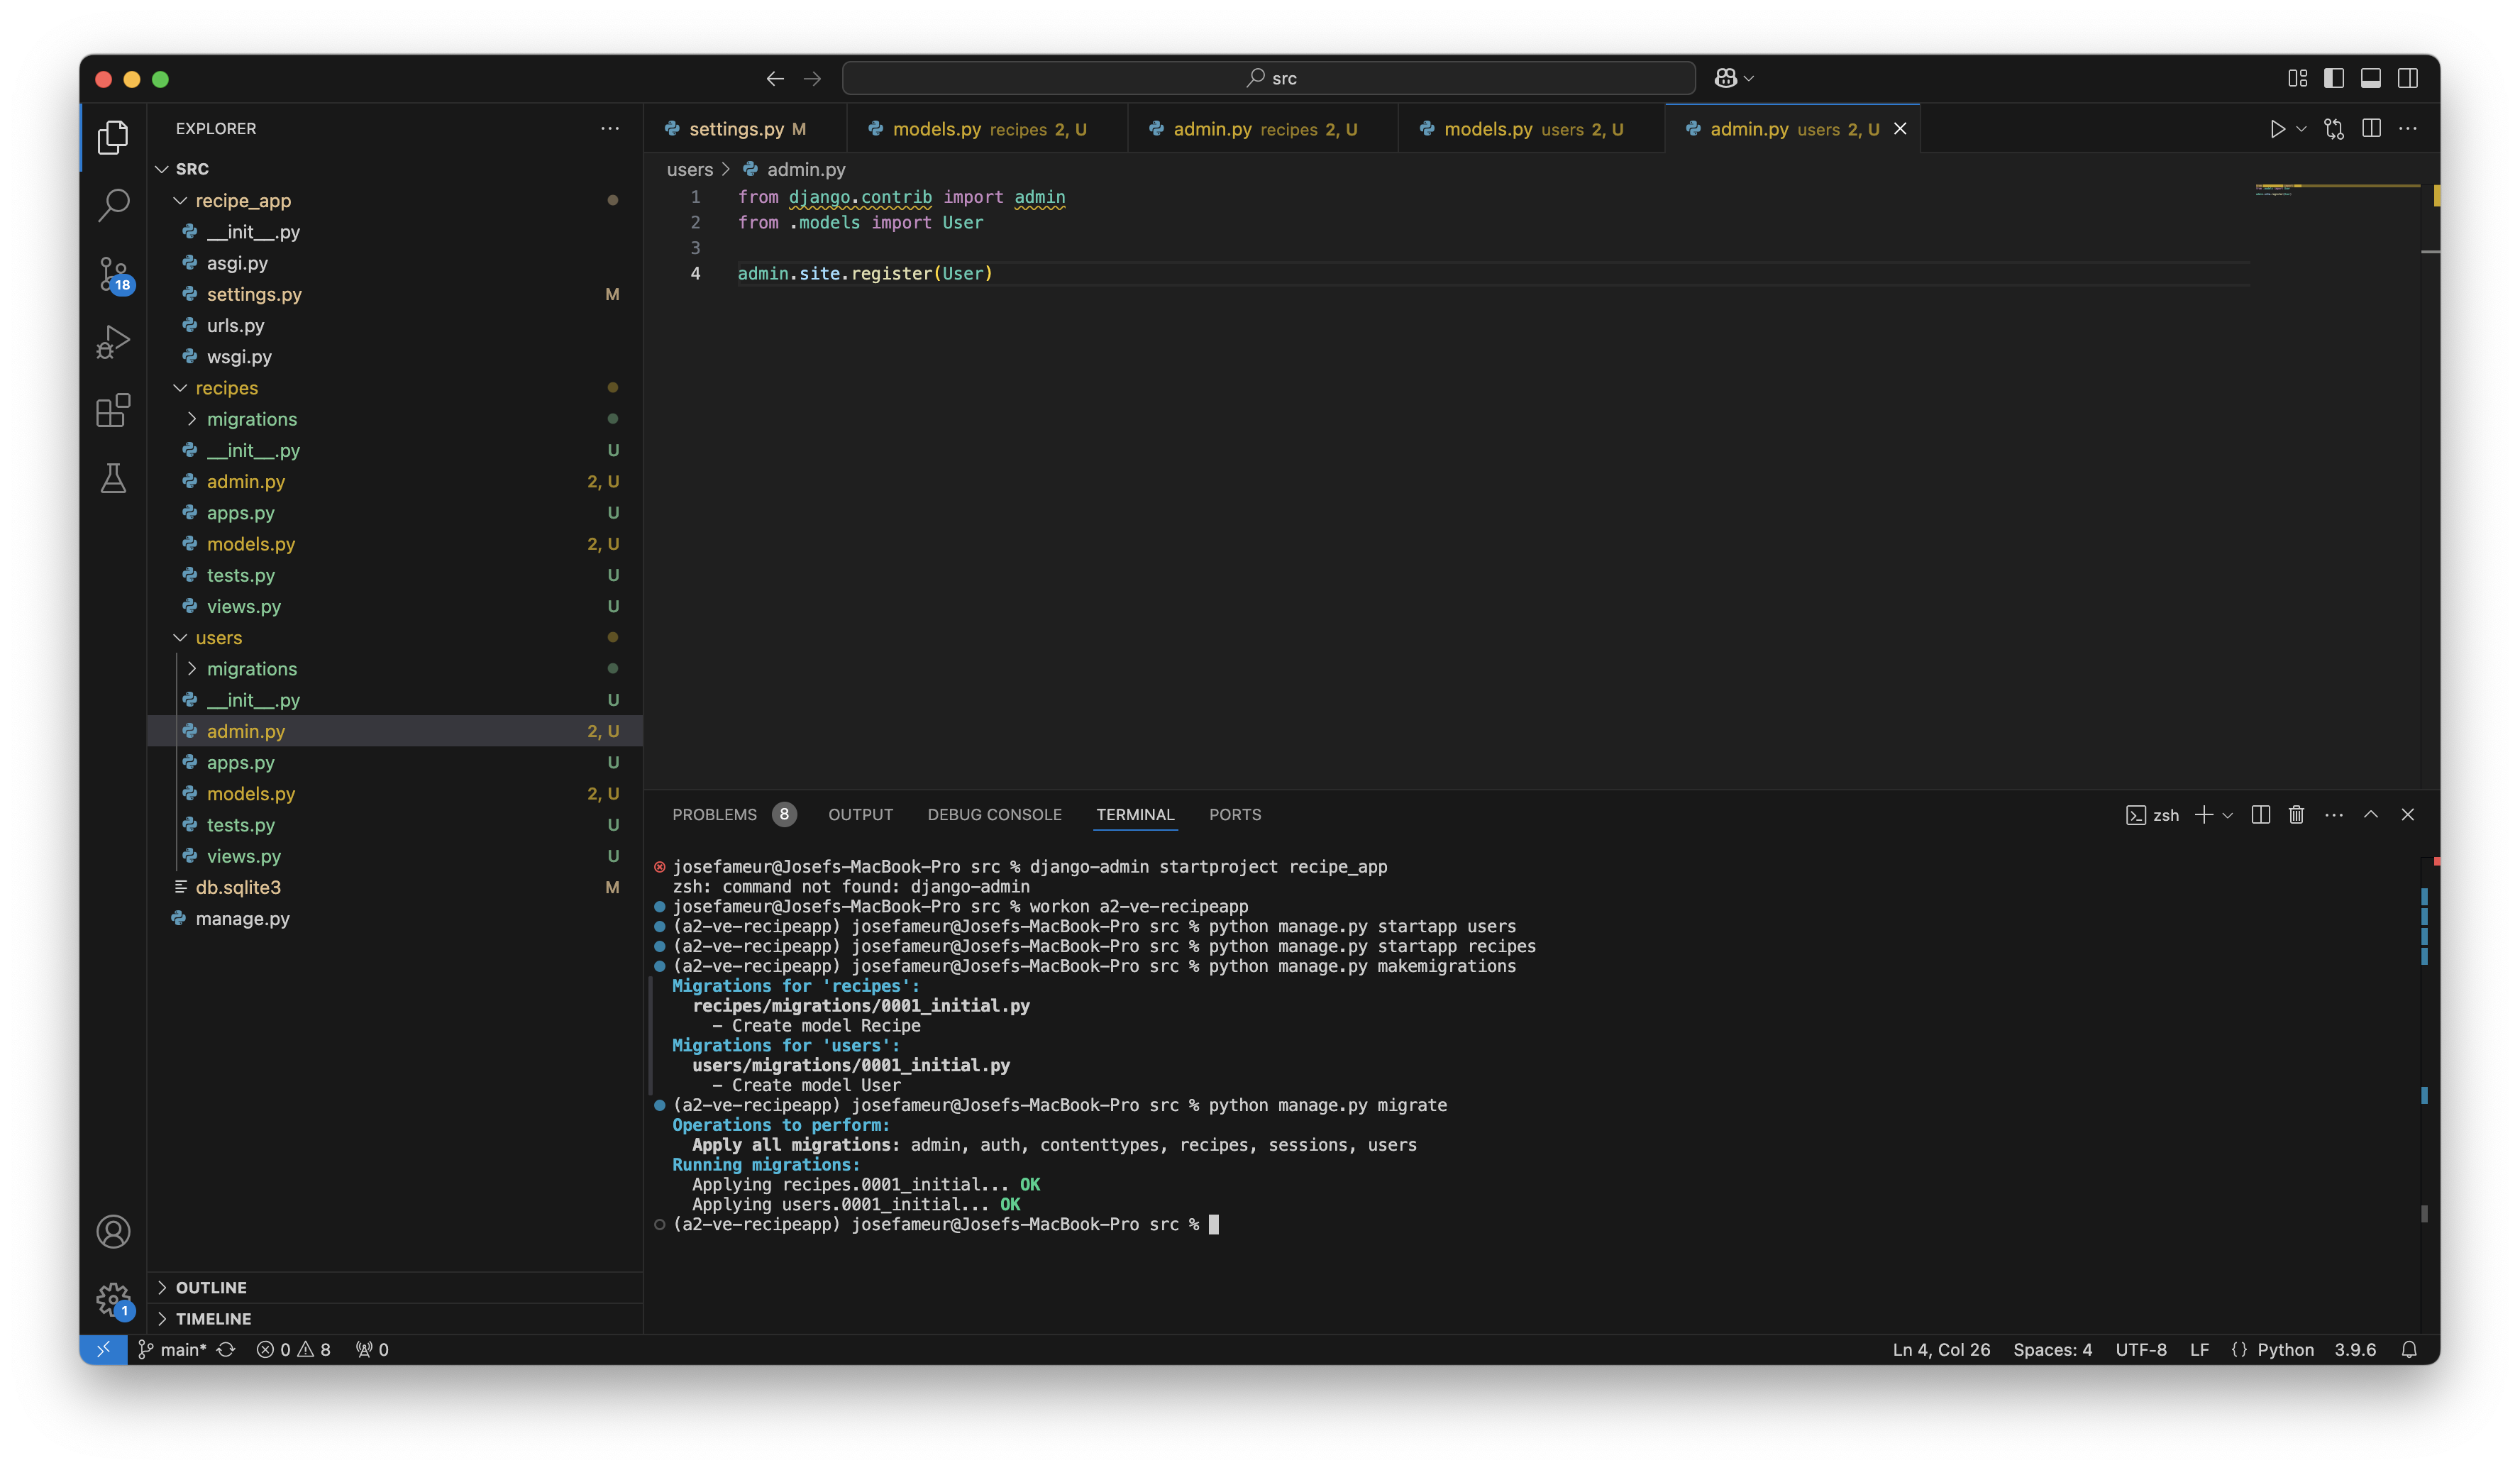 src
EXPLORER
SRC
recipe_app
__init__.py
asgi.py
settings.py M
urls.py
wsgi.py
recipes
migrations
__init__.py U
admin.py 2, U
apps.py U
models.py 2, U
tests.py U
views.py U
users
migrations
__init__.py U
admin.py 2, U
apps.py U
models.py 2, U
tests.py U
views.py U
db.sqlite3 M
manage.py
OUTLINE
TIMELINE
18
1
settings.py M
models.py recipes 2, U
admin.py recipes 2, U
models.py users 2, U
admin.py users 2, U
users > admin.py
1 from django.contrib import admin
2 from .models import User
3
4 admin.site.register(User)
PROBLEMS 8 OUTPUT DEBUG CONSOLE TERMINAL PORTS
zsh
josefameur@Josefs-MacBook-Pro src % django-admin startproject recipe_app
zsh: command not found: django-admin
josefameur@Josefs-MacBook-Pro src % workon a2-ve-recipeapp
(a2-ve-recipeapp) josefameur@Josefs-MacBook-Pro src % python manage.py startapp users
(a2-ve-recipeapp) josefameur@Josefs-MacBook-Pro src % python manage.py startapp recipes
(a2-ve-recipeapp) josefameur@Josefs-MacBook-Pro src % python manage.py makemigrations
Migrations for 'recipes':
recipes/migrations/0001_initial.py
- Create model Recipe
Migrations for 'users':
users/migrations/0001_initial.py
- Create model User
(a2-ve-recipeapp) josefameur@Josefs-MacBook-Pro src % python manage.py migrate
Operations to perform:
Apply all migrations: admin, auth, contenttypes, recipes, sessions, users
Running migrations:
Applying recipes.0001_initial... OK
Applying users.0001_initial... OK
(a2-ve-recipeapp) josefameur@Josefs-MacBook-Pro src %
main* 0 8 0
Ln 4, Col 26 Spaces: 4 UTF-8 LF {} Python 3.9.6